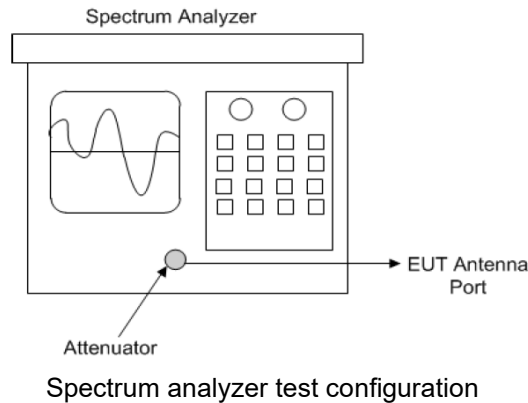 Spectrum Analyzer
EUT Antenna
Port
Attenuator
Spectrum analyzer test configuration